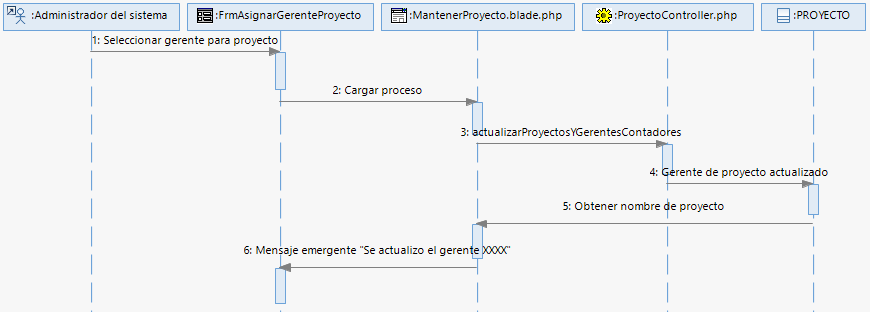 :Administrador del sistema
:FrmAsignarGerenteProyecto
:MantenerProyecto.blade.php
:ProyectoController.php
:PROYECTO
1: Seleccionar gerente para proyecto
2: Cargar proceso
3: actualizarProyectosYGerentesContadores
4: Gerente de proyecto actualizado
5: Obtener nombre de proyecto
6: Mensaje emergente "Se actualizo el gerente XXXX"